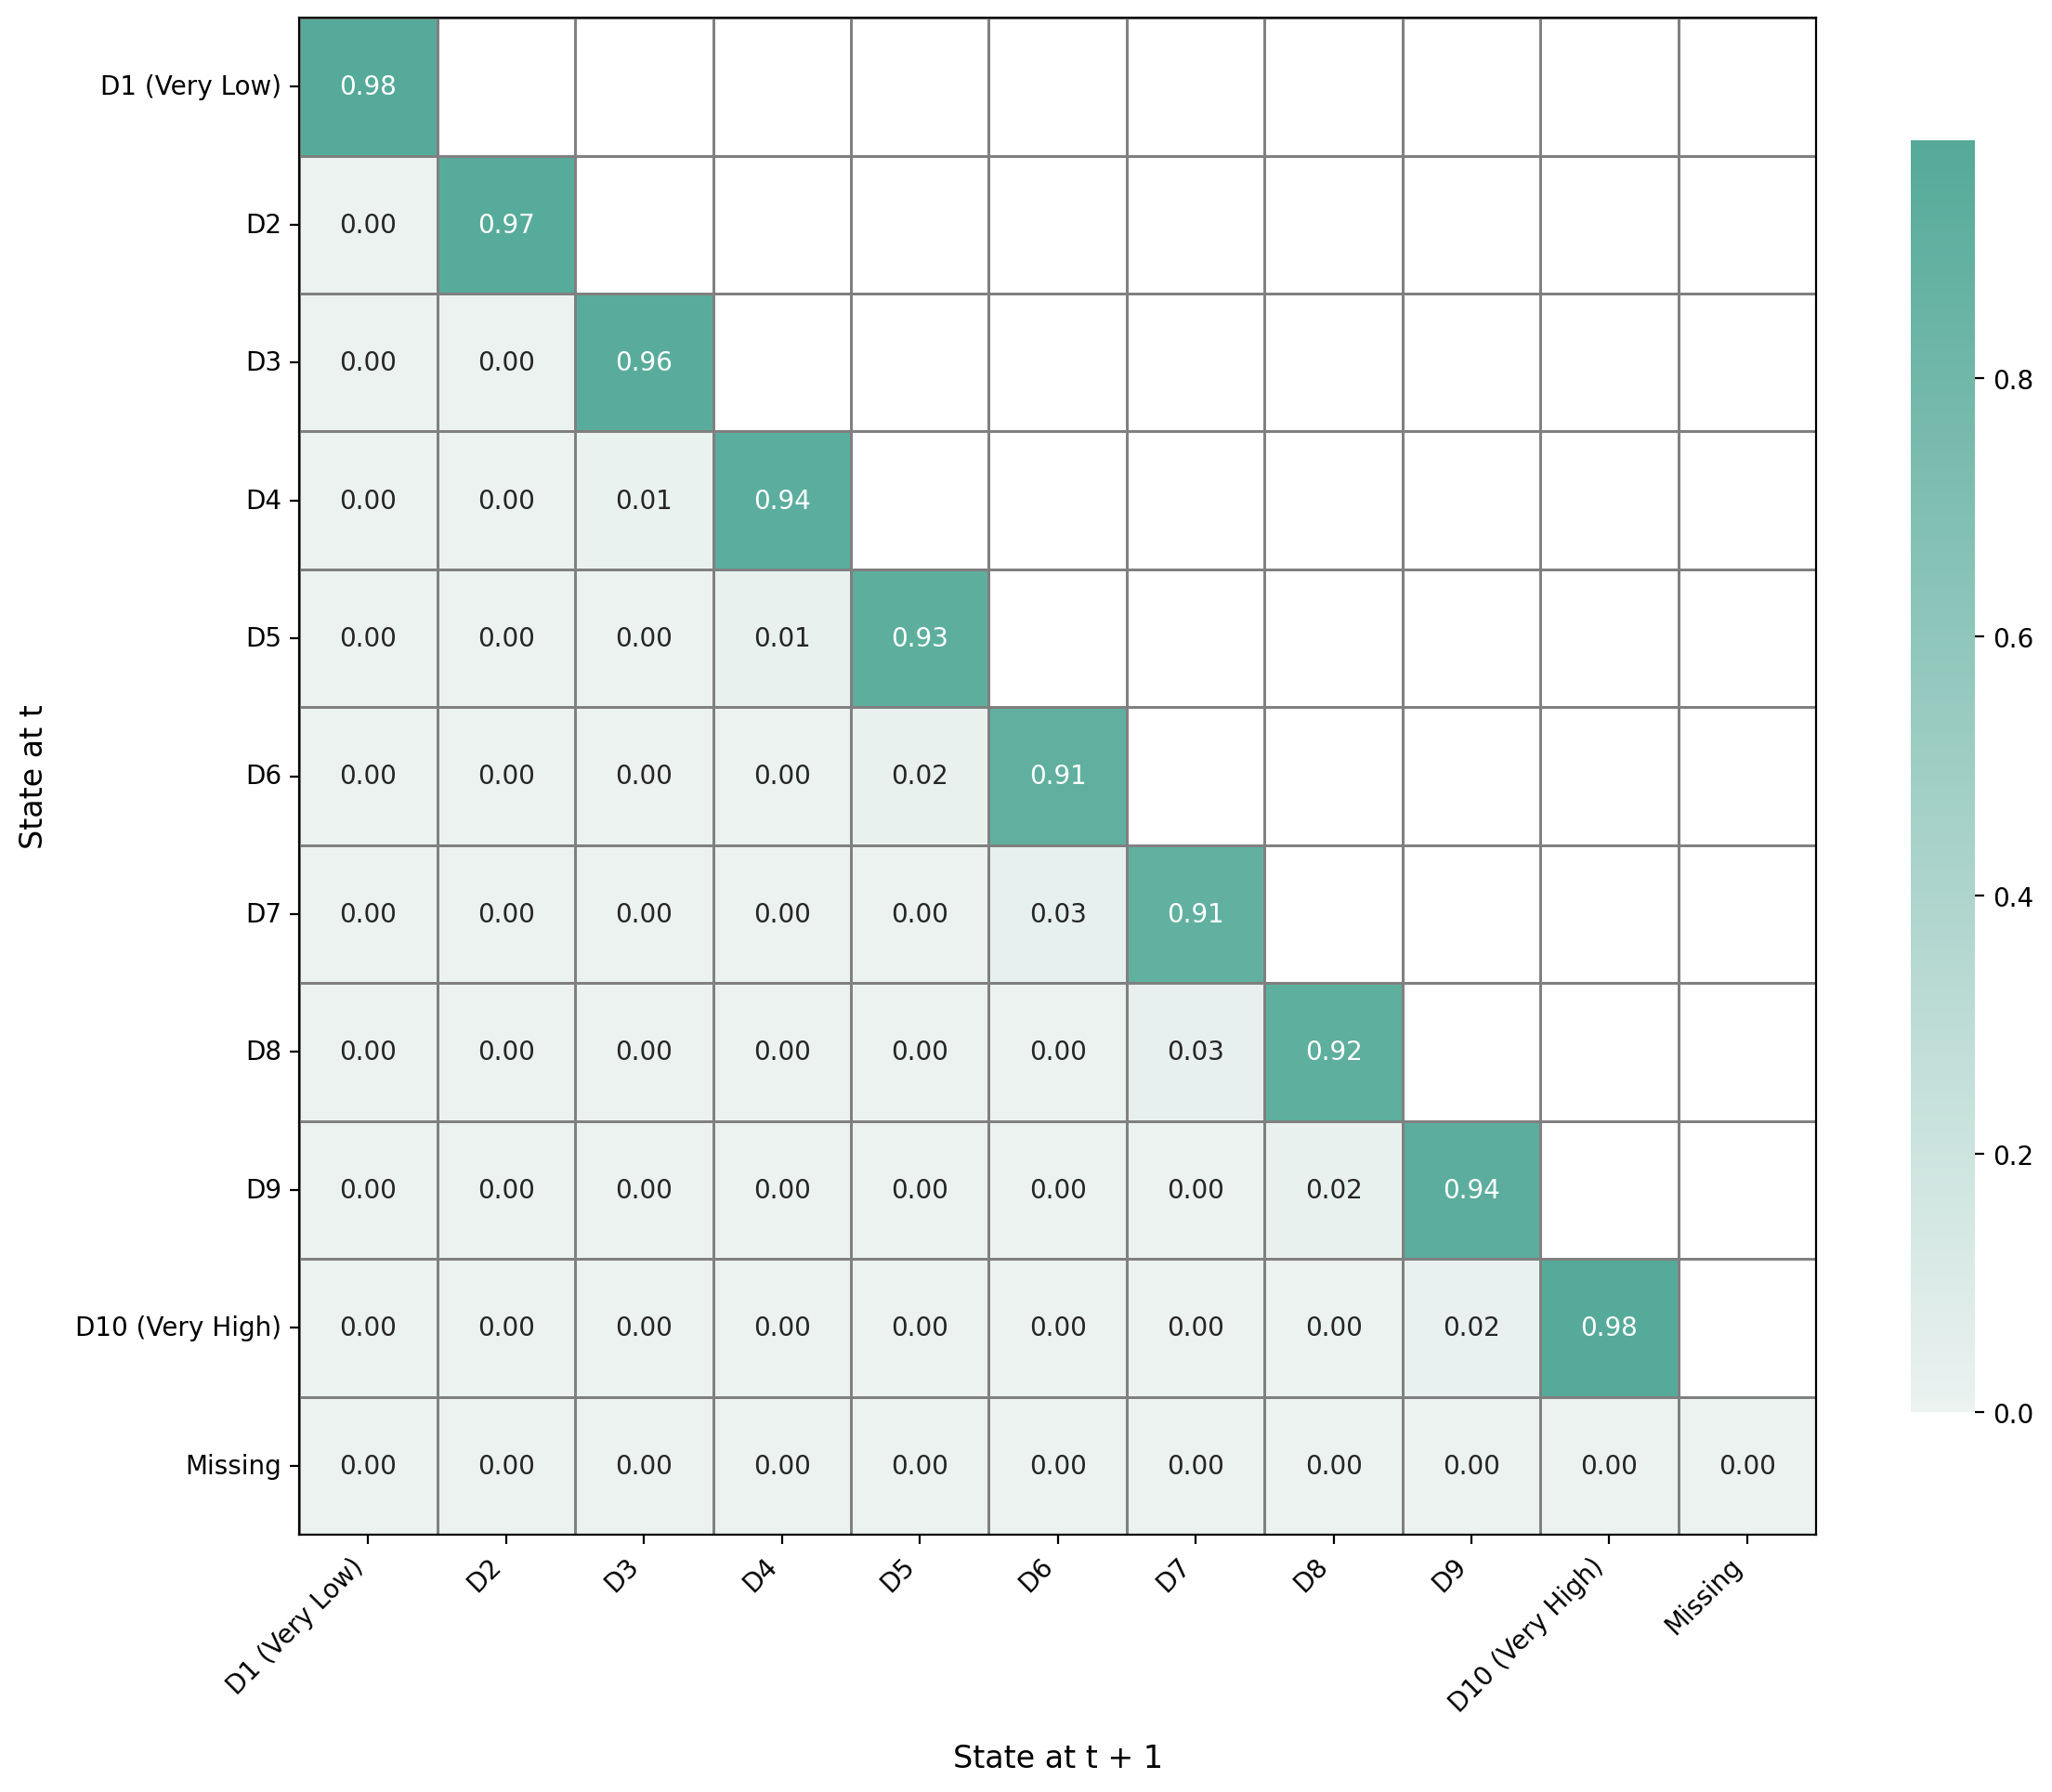 D1 (Very Low) 0.98
D2 0.00 0.97
D3 0.00 0.00 0.96
0.8
D4 0.00 0.00 0.01 0.94
D5 0.00 0.00 0.00 0.01 0.93
0.6
State at t
D6 0.00 0.00 0.00 0.00 0.02 0.91
0.4
D7 0.00 0.00 0.00 0.00 0.00 0.03 0.91
D8 0.00 0.00 0.00 0.00 0.00 0.00 0.03 0.92
0.2
D9 0.00 0.00 0.00 0.00 0.00 0.00 0.00 0.02 0.94
D10 (Very High) 0.00 0.00 0.00 0.00 0.00 0.00 0.00 0.00 0.02 0.98
0.0
Missing 0.00 0.00 0.00 0.00 0.00 0.00 0.00 0.00 0.00 0.00 0.00
D1 (Very Low) D2 D3 D4 D5 D6 D7 D8 D9 D10 (Very High) Missing
State at t + 1